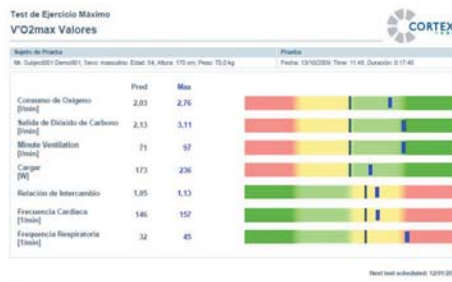 Test de Ejercicio Máximo
V'O2max Valores
CORTEX
Sujeto de Prueba
Prueba
Mr. Subject001 Demo001, Sexo: masculino Edad: 54, Altura: 170 cm, Peso: 75,0 kg
Fecha: 13/10/2009, Time: 11:48, Duración: 0:17:40
Pred Max
Consumo de Oxígeno 2,03 2,76
[l/min]
Salida de Dióxido de Carbono 2,13 3,11
[l/min]
Minute Ventilation 71 97
[l/min]
Cargar 173 236
[W]
Relación de Intercambio 1,05 1,13
Frecuencia Cardiaca 146 157
[1/min]
Frequencia Respiratoria 32 45
[1/min]
Next test scheduled: